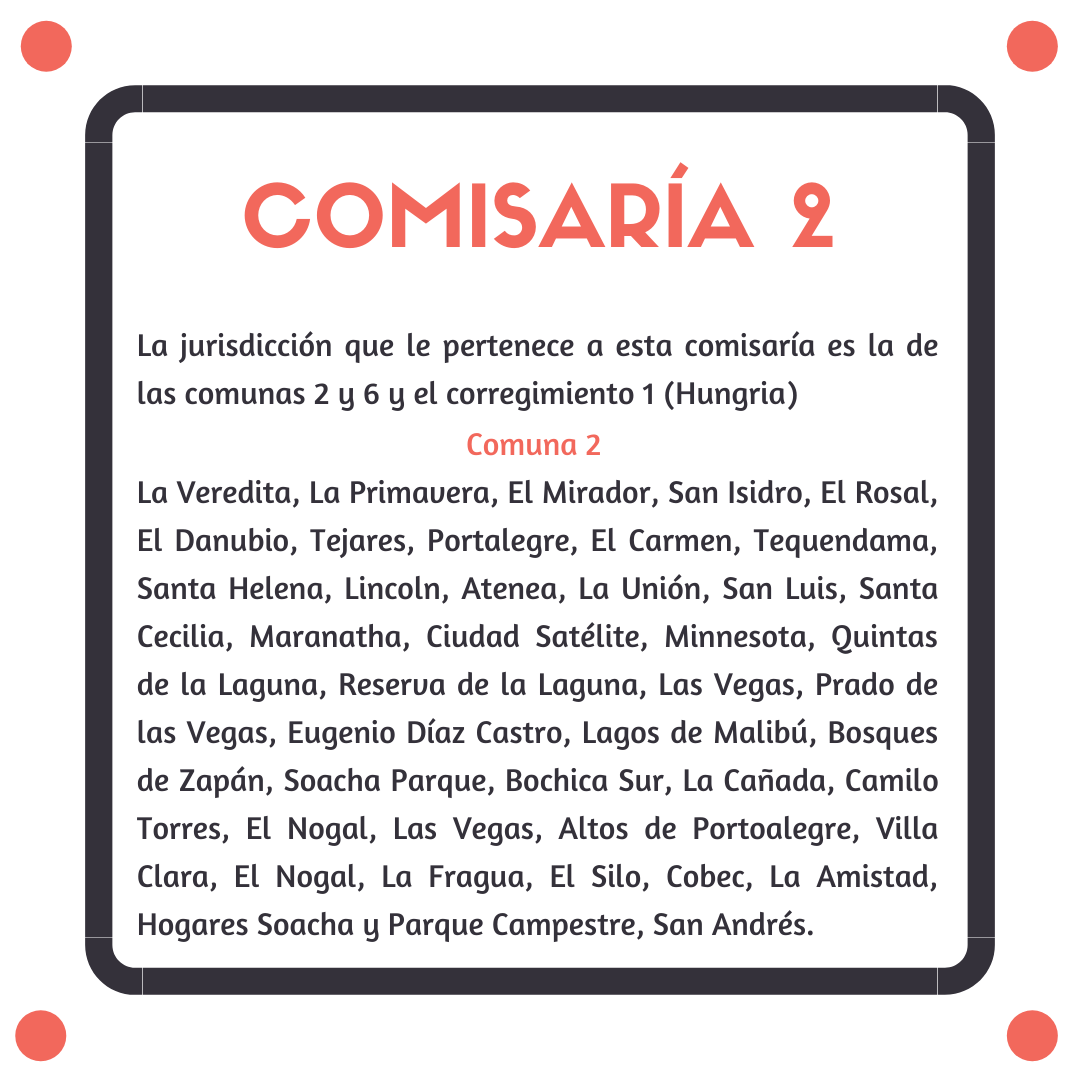 COMISARÍA 2
La jurisdicción que le pertenece a esta comisaría es la de
las comunas 2 y 6 y el corregimiento 1 (Hungria)
Comuna 2
La Veredita, La Primavera, El Mirador, San Isidro, El Rosal,
El Danubio, Tejares, Portalegre, El Carmen, Tequendama,
Santa Helena, Lincoln, Atenea, La Unión, San Luis, Santa
Cecilia, Maranatha, Ciudad Satélite, Minnesota, Quintas
de la Laguna, Reserva de la Laguna, Las Vegas, Prado de
las Vegas, Eugenio Díaz Castro, Lagos de Malibú, Bosques
de Zapán, Soacha Parque, Bochica Sur, La Cañada, Camilo
Torres, El Nogal, Las Vegas, Altos de Portoalegre, Villa
Clara, El Nogal, La Fragua, El Silo, Cobec, La Amistad,
Hogares Soacha y Parque Campestre, San Andrés.